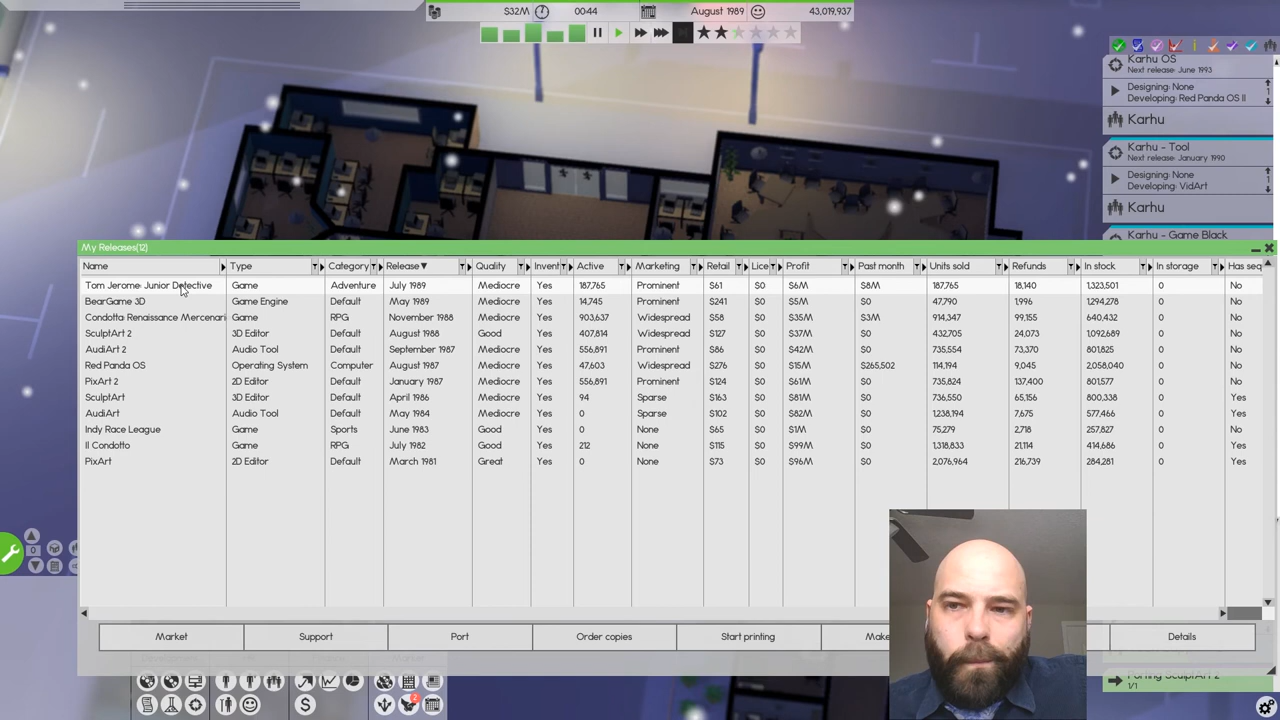 $32M 00:44 August 1989 43,019,937
Karhu OS
Next release: June 1993
Designing: None
Developing: Red Panda OS II
1
Karhu
Karhu - Tool
Next release: January 1990
Designing: None
Developing: VidArt
1
Karhu
Karhu - Game Black
My Releases(12)
Name Type Category Release▼ Quality Invent Active Marketing Retail Lice Profit Past month Units sold Refunds In stock In storage Has seq
Tom Jerome: Junior Detective Game Adventure July 1989 Mediocre Yes 187,765 Prominent $61 $0 $6M $8M 187,765 18,140 1,323,501 0 No
BearGame 3D Game Engine Default May 1989 Mediocre Yes 14,745 Prominent $241 $0 $5M $0 47,790 1,996 1,294,278 0 No
Condotta: Renaissance Mercenari Game RPG November 1988 Mediocre Yes 903,637 Widespread $58 $0 $35M $3M 914,347 99,155 640,432 0 No
SculptArt 2 3D Editor Default August 1988 Good Yes 407,814 Widespread $127 $0 $37M $0 432,705 24,073 1,092,689 0 No
AudiArt 2 Audio Tool Default September 1987 Mediocre Yes 556,891 Prominent $86 $0 $42M $0 735,554 73,370 801,825 0 No
Red Panda OS Operating System Computer August 1987 Mediocre Yes 47,603 Widespread $276 $0 $15M $265,502 114,194 9,045 2,058,040 0 No
PixArt 2 2D Editor Default January 1987 Mediocre Yes 556,891 Prominent $124 $0 $61M $0 735,824 137,400 801,577 0 No
SculptArt 3D Editor Default April 1986 Mediocre Yes 94 Sparse $163 $0 $81M $0 736,550 65,156 800,338 0 Yes
AudiArt Audio Tool Default May 1984 Mediocre Yes 0 Sparse $102 $0 $82M $0 1,238,194 7,675 577,466 0 Yes
Indy Race League Game Sports June 1983 Good Yes 0 None $65 $0 $1M $0 75,279 2,718 257,827 0 No
Il Condotto Game RPG July 1982 Good Yes 212 None $115 $0 $99M $0 1,318,833 21,114 414,686 0 Yes
PixArt 2D Editor Default March 1981 Great Yes 0 None $73 $0 $96M $0 2,076,964 216,739 284,281 0 Yes
0
Market Support Port Order copies Start printing Make Details
Porting SculptArt 2
1/1
2